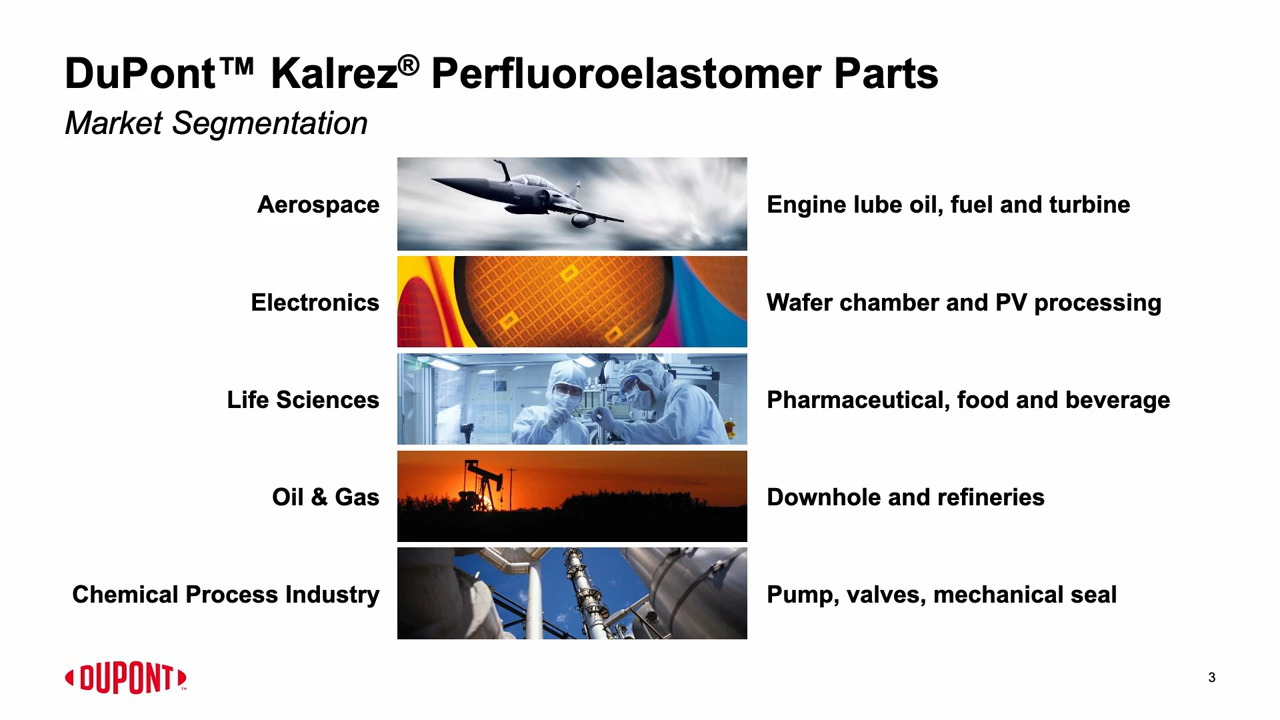 DuPont™ Kalrez® Perfluoroelastomer Parts
Market Segmentation
Aerospace
Engine lube oil, fuel and turbine
Electronics
Wafer chamber and PV processing
Life Sciences
Pharmaceutical, food and beverage
Oil & Gas
Downhole and refineries
Chemical Process Industry
Pump, valves, mechanical seal
DUPONT™
3